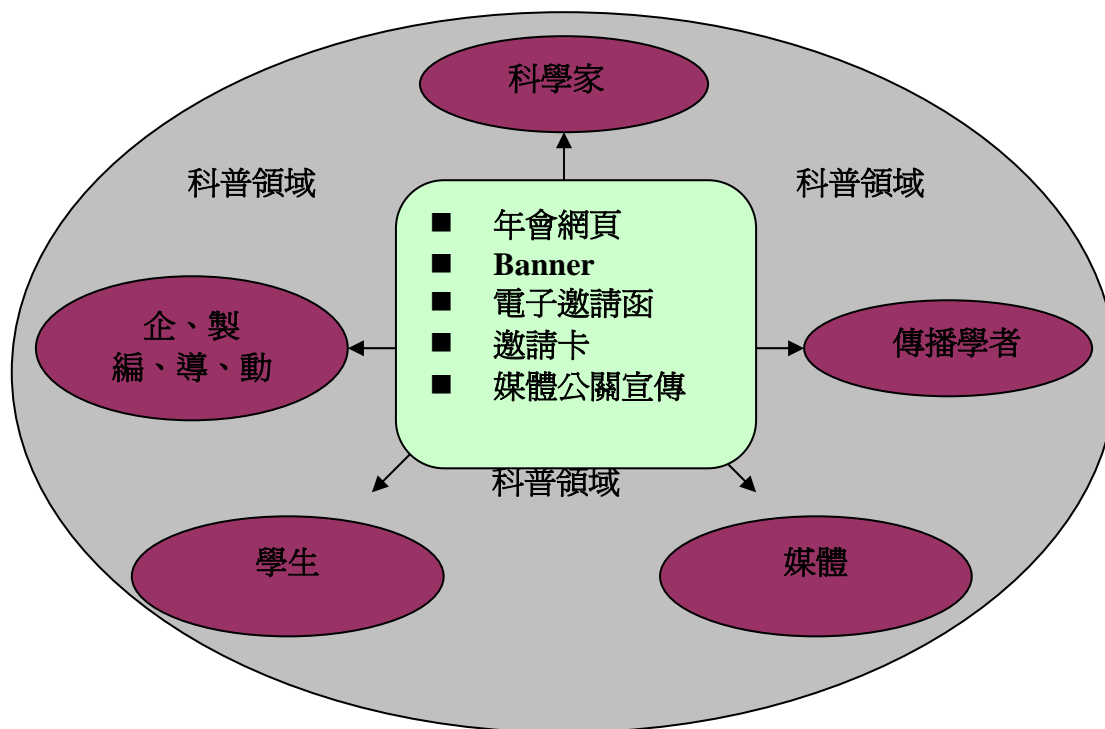 科學家
科普領域
科普領域
■ 年會網頁
■ Banner
■ 電子邀請函
■ 邀請卡
■ 媒體公關宣傳
企、製
編、導、動
傳播學者
科普領域
學生
媒體